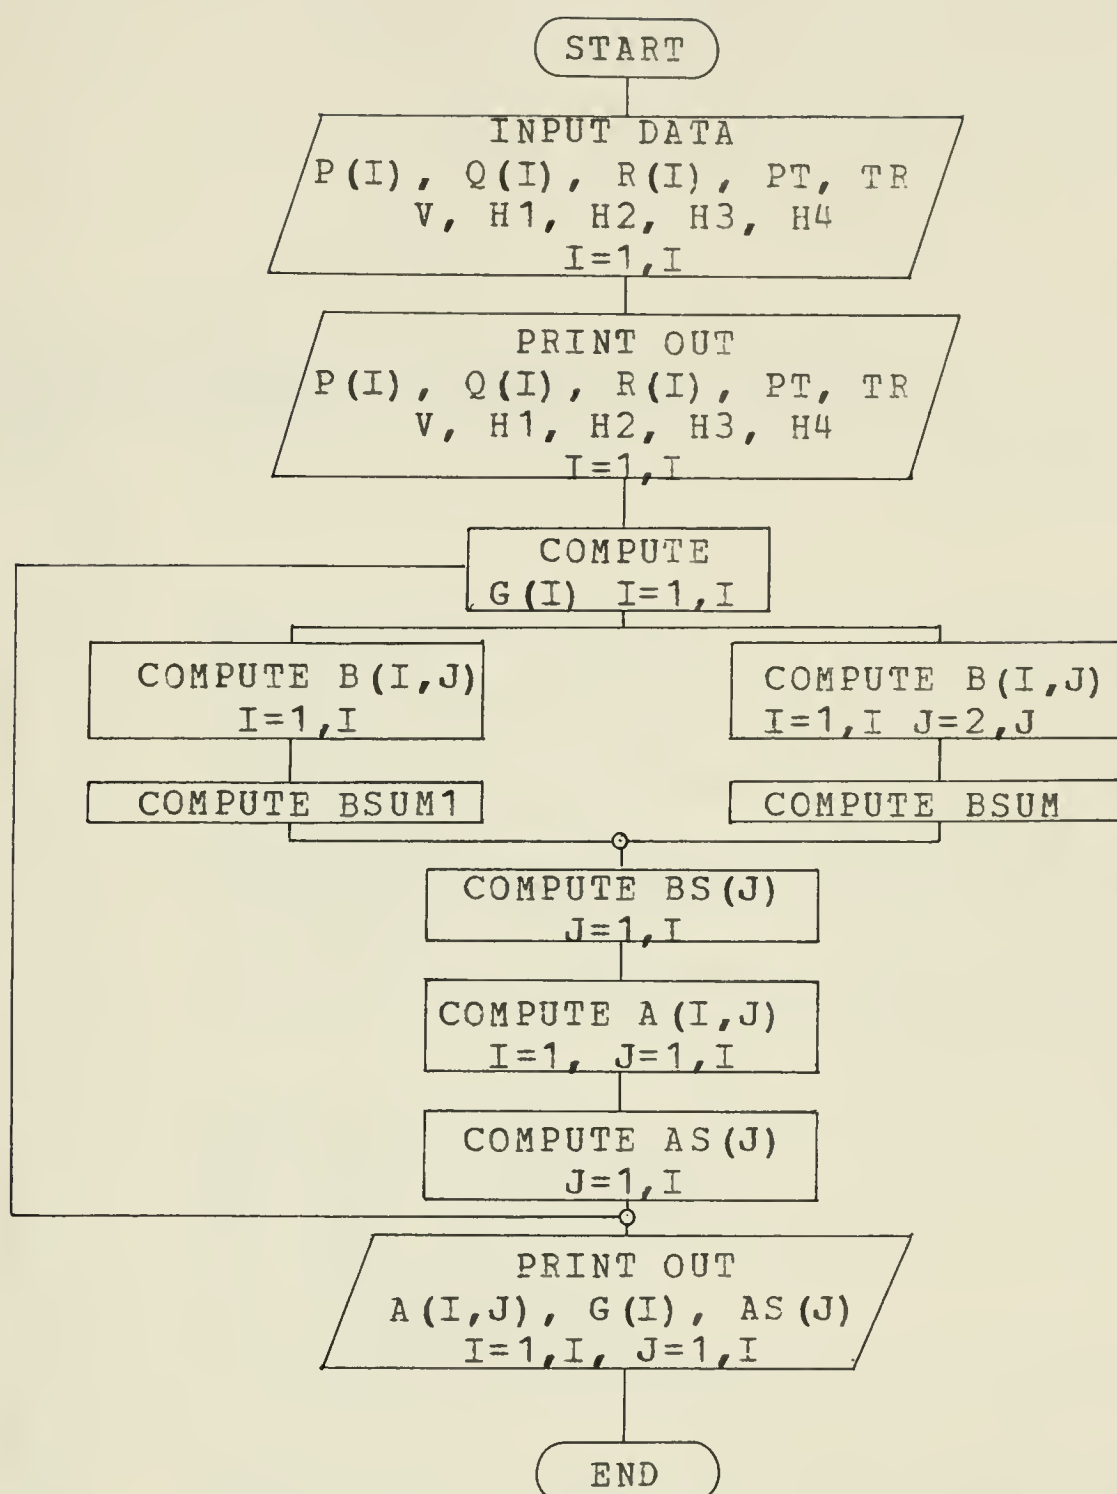 START
INPUT DATA
P(I), Q(I), R(I), PT, TR
V, H1, H2, H3, H4
I=1,I
PRINT OUT
P(I), Q(I), R(I), PT, TR
V, H1, H2, H3, H4
I=1,I
COMPUTE
G(I) I=1,I
COMPUTE B(I,J)
I=1,I
COMPUTE B(I,J)
I=1,I J=2,J
COMPUTE BSUM1
COMPUTE BSUM
COMPUTE BS(J)
J=1,I
COMPUTE A(I,J)
I=1, J=1,I
COMPUTE AS(J)
J=1,I
PRINT OUT
A(I,J), G(I), AS(J)
I=1,I, J=1,I
END